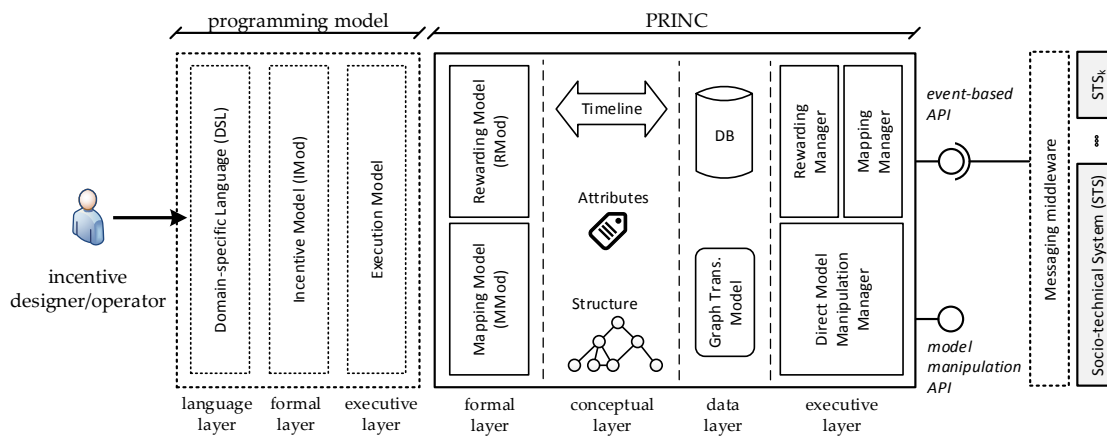 programming model
PRINC
incentive
designer/operator
Domain-specific Language (DSL)
Incentive Model (IMod)
Execution Model
language
layer
formal
layer
executive
layer
Rewarding Model
(RMod)
Mapping Model
(MMod)
Timeline
Attributes
Structure
DB
Graph Trans.
Model
Rewarding
Manager
Mapping
Manager
Direct Model
Manipulation
Manager
formal
layer
conceptual
layer
data
layer
executive
layer
event-based
API
model
manipulation
API
Messaging middleware
STSk
Socio-technical System (STS)